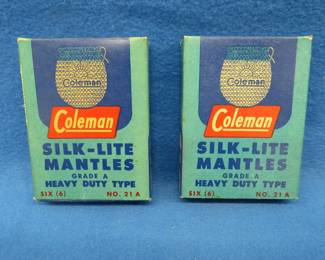 Coleman
Coleman
SILK-LITE
MANTLES
GRADE A
HEAVY DUTY TYPE
SIX (6) NO. 21 A
Coleman
Coleman
SILK-LITE
MANTLES
GRADE A
HEAVY DUTY TYPE
SIX (6) NO. 21 A